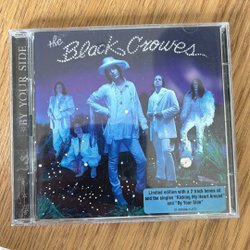 the
Black Crowes
BY YOUR SIDE
Limited edition with a 2 track bonus cd
and the singles "Kicking My Heart Around"
and "By Your Side"